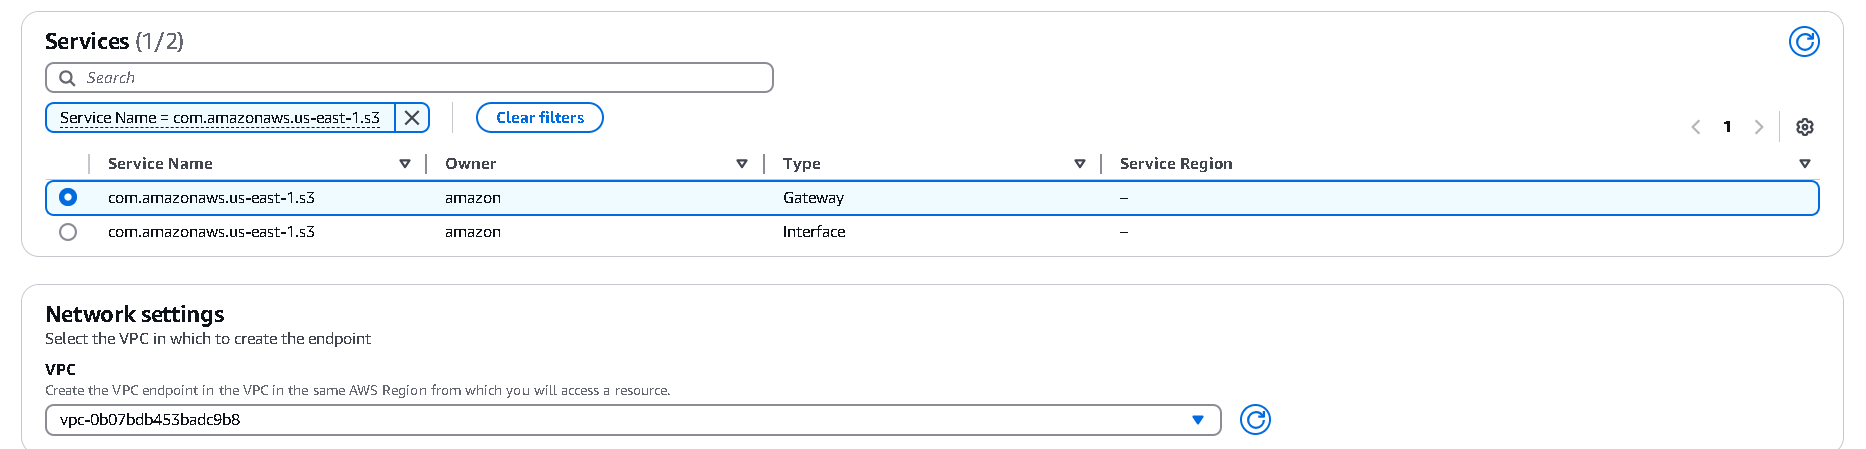 Services (1/2)
Search
Service Name = com.amazonaws.us-east-1.s3
Clear filters
1
Service Name Owner Type Service Region
com.amazonaws.us-east-1.s3 amazon Gateway –
com.amazonaws.us-east-1.s3 amazon Interface –
Network settings
Select the VPC in which to create the endpoint
VPC
Create the VPC endpoint in the VPC in the same AWS Region from which you will access a resource.
vpc-0b07bdb453badc9b8